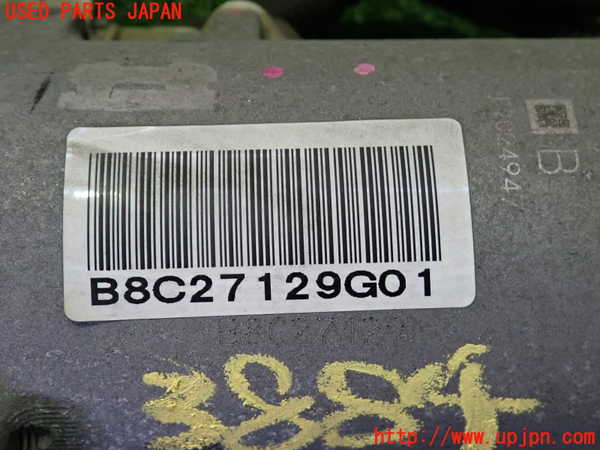 USED PARTS JAPAN
B
B8C27129G01
3884
http://www.upjpn.com/